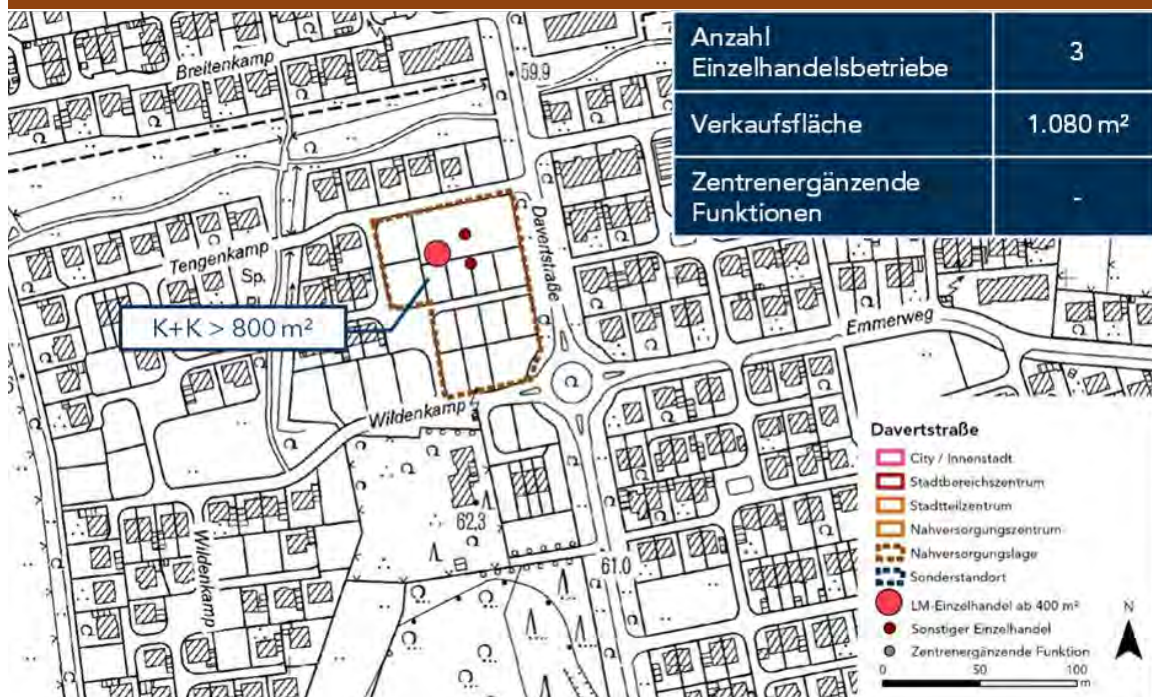 Anzahl
Einzelhandelsbetriebe
3
Verkaufsfläche
1.080 m²
Zentrenergänzende
Funktionen
-
Breitenkamp
59.9
Davertstraße
Tengenkamp
Sp.
Pl.
K+K > 800 m²
Emmerweg
Wildenkamp
62.3
Wildenkamp
61.0
Davertstraße
City / Innenstadt
Stadtbereichszentrum
Stadtteilzentrum
Nahversorgungszentrum
Nahversorgungslage
Sonderstandort
LM-Einzelhandel ab 400 m²
Sonstiger Einzelhandel
Zentrenergänzende Funktion
N
0 50 100
m